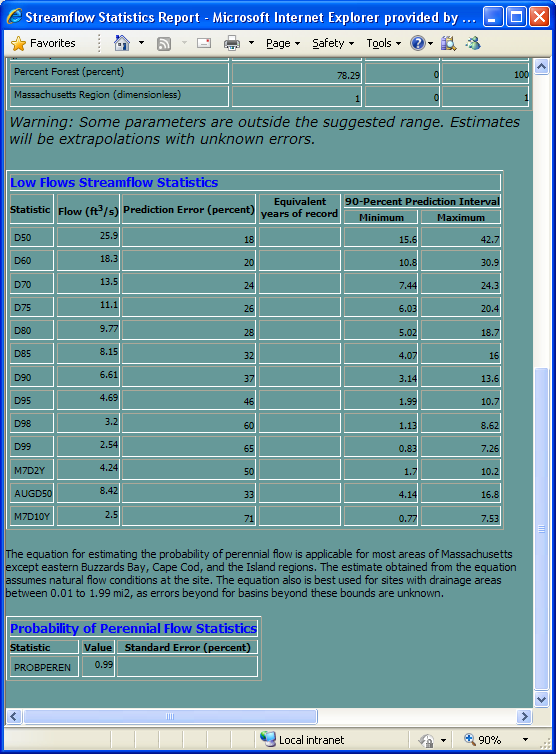 Streamflow Statistics Report - Microsoft Internet Explorer provided by ...
Favorites Page Safety Tools
Percent Forest (percent) 78.29 0 100
Massachusetts Region (dimensionless) 1 0 1
Warning: Some parameters are outside the suggested range. Estimates
will be extrapolations with unknown errors.
Low Flows Streamflow Statistics
Statistic Flow (ft3/s) Prediction Error (percent) Equivalent years of record 90-Percent Prediction Interval
Minimum Maximum
D50 25.9 18 15.6 42.7
D60 18.3 20 10.8 30.9
D70 13.5 24 7.44 24.3
D75 11.1 26 6.03 20.4
D80 9.77 28 5.02 18.7
D85 8.15 32 4.07 16
D90 6.61 37 3.14 13.6
D95 4.69 46 1.99 10.7
D98 3.2 60 1.13 8.62
D99 2.54 65 0.83 7.26
M7D2Y 4.24 50 1.7 10.2
AUGD50 8.42 33 4.14 16.8
M7D10Y 2.5 71 0.77 7.53
The equation for estimating the probability of perennial flow is applicable for most areas of Massachusetts
except eastern Buzzards Bay, Cape Cod, and the Island regions. The estimate obtained from the equation
assumes natural flow conditions at the site. The equation also is best used for sites with drainage areas
between 0.01 to 1.99 mi2, as errors beyond for basins beyond these bounds are unknown.
Probability of Perennial Flow Statistics
Statistic Value Standard Error (percent)
PROBPEREN 0.99
Local intranet 90%